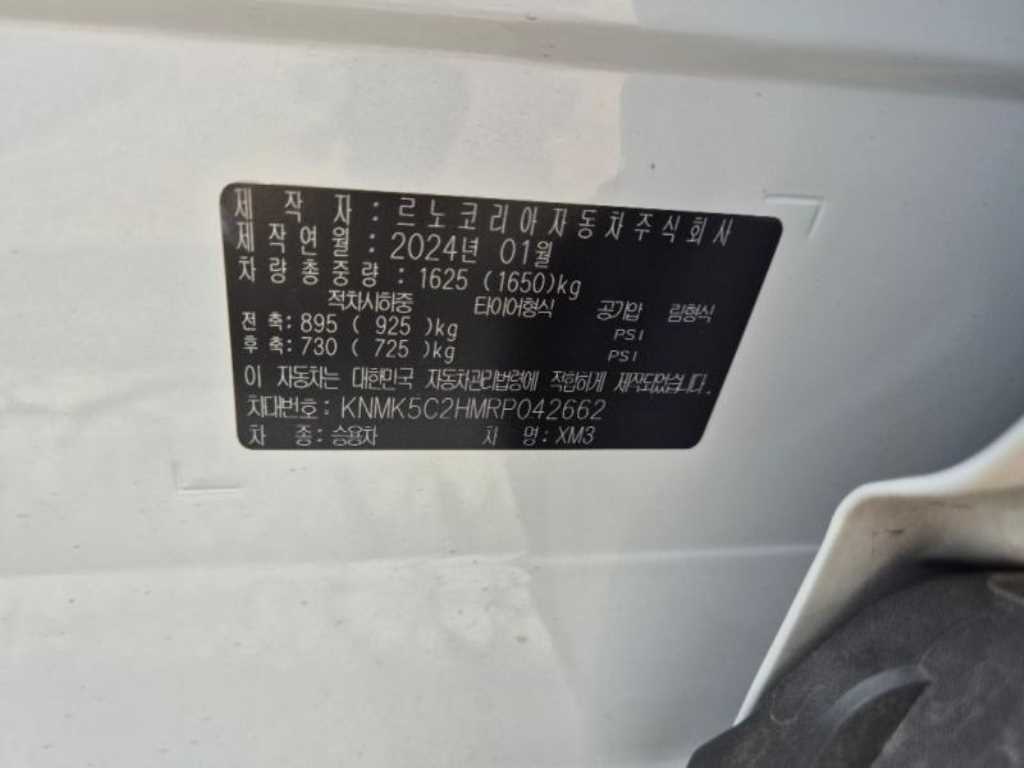 제 작 자 : 르노코리아자동차주식회사
제작연월 : 2024년 01월
차량총중량 : 1625 (1650)kg
적차시하중 타이어형식 공기압 림형식
전 축 : 895 ( 925 )kg PSI
후 축 : 730 ( 725 )kg PSI
이 자동차는 대한민국 자동차관리법령에 적합하게 제작되었습니다.
차대번호 : KNMK5C2HMRP042662
차 종 : 승용차 차 명 : XM3